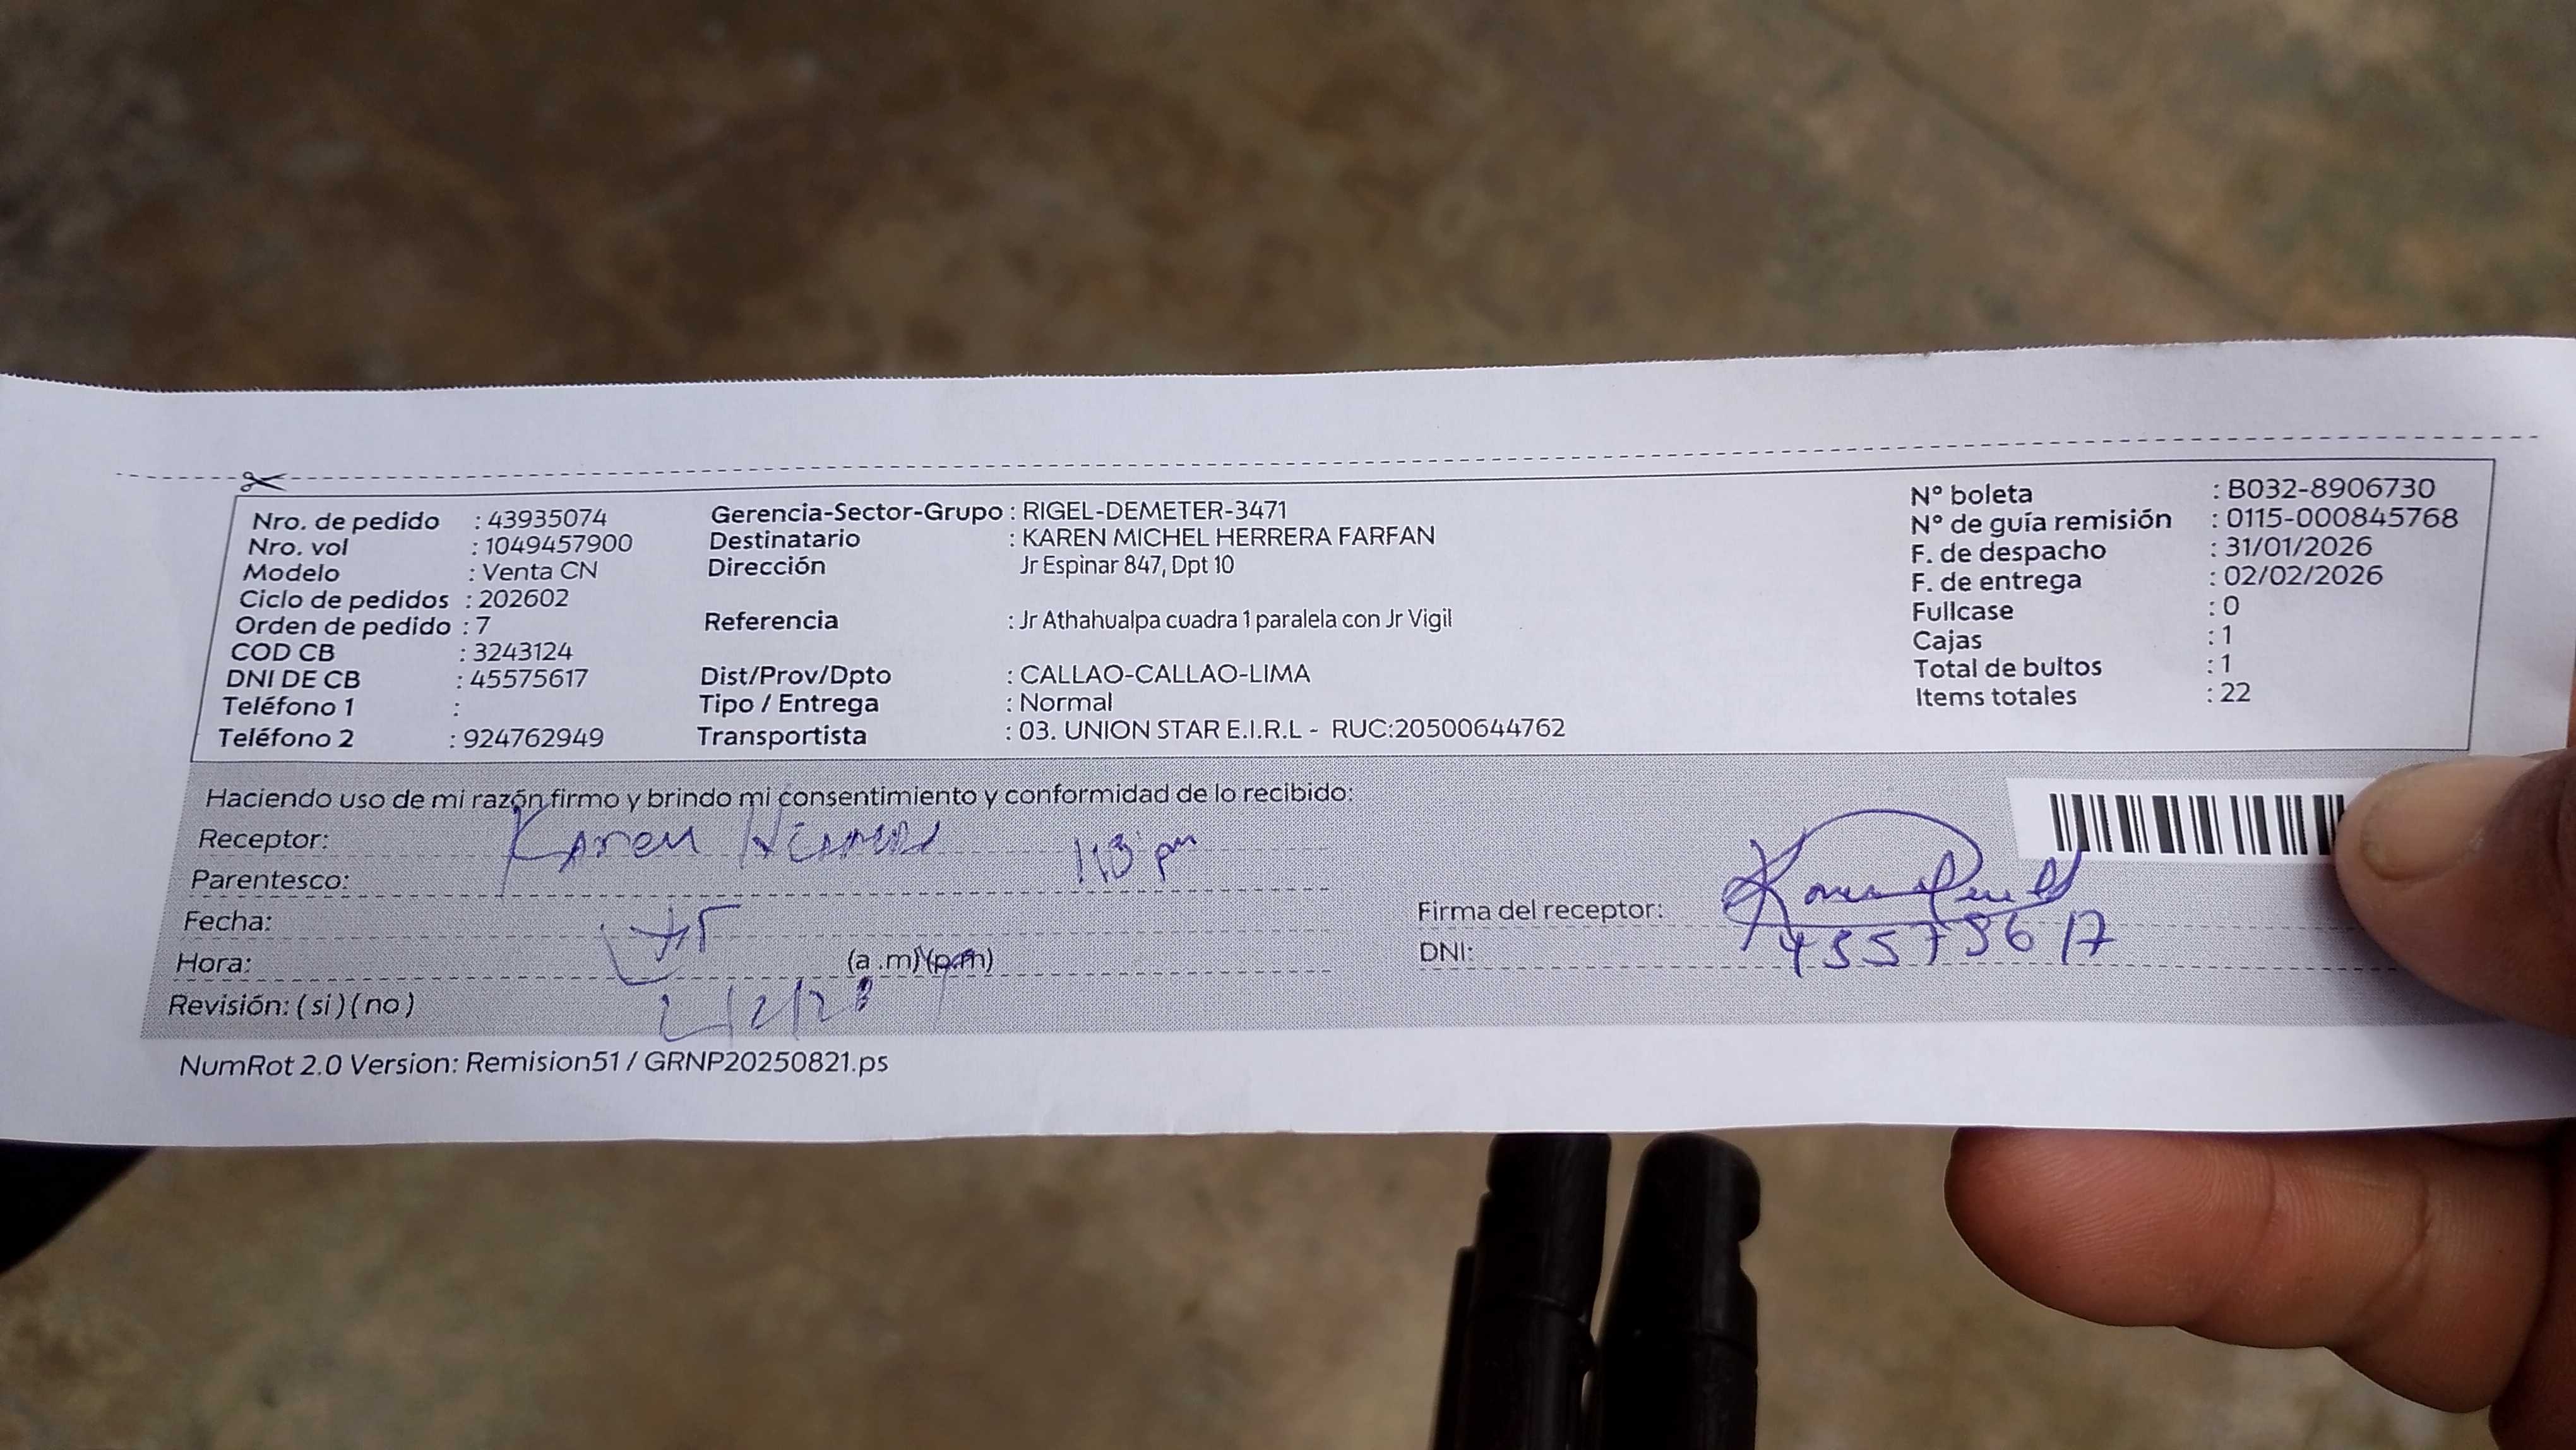 Nro. de pedido : 43935074
Nro. vol : 1049457900
Modelo : Venta CN
Ciclo de pedidos : 202602
Orden de pedido : 7
COD CB : 3243124
DNI DE CB : 45575617
Teléfono 1 :
Teléfono 2 : 924762949
Gerencia-Sector-Grupo : RIGEL-DEMETER-3471
Destinatario : KAREN MICHEL HERRERA FARFAN
Dirección Jr Espinar 847, Dpt 10
Referencia : Jr Athahualpa cuadra 1 paralela con Jr Vigil
Dist/Prov/Dpto : CALLAO-CALLAO-LIMA
Tipo / Entrega : Normal
Transportista : 03. UNION STAR E.I.R.L - RUC:20500644762
N° boleta : B032-8906730
N° de guía remisión : 0115-000845768
F. de despacho : 31/01/2026
F. de entrega : 02/02/2026
Fullcase : 0
Cajas : 1
Total de bultos : 1
Items totales : 22
Haciendo uso de mi razón firmo y brindo mi consentimiento y conformidad de lo recibido:
Receptor: Karen
Parentesco: pm
Fecha:
Hora: (a .m)(p.m)
Revisión: ( si ) ( no )
Firma del receptor:
DNI:
NumRot 2.0 Version: Remision51 / GRNP20250821.ps